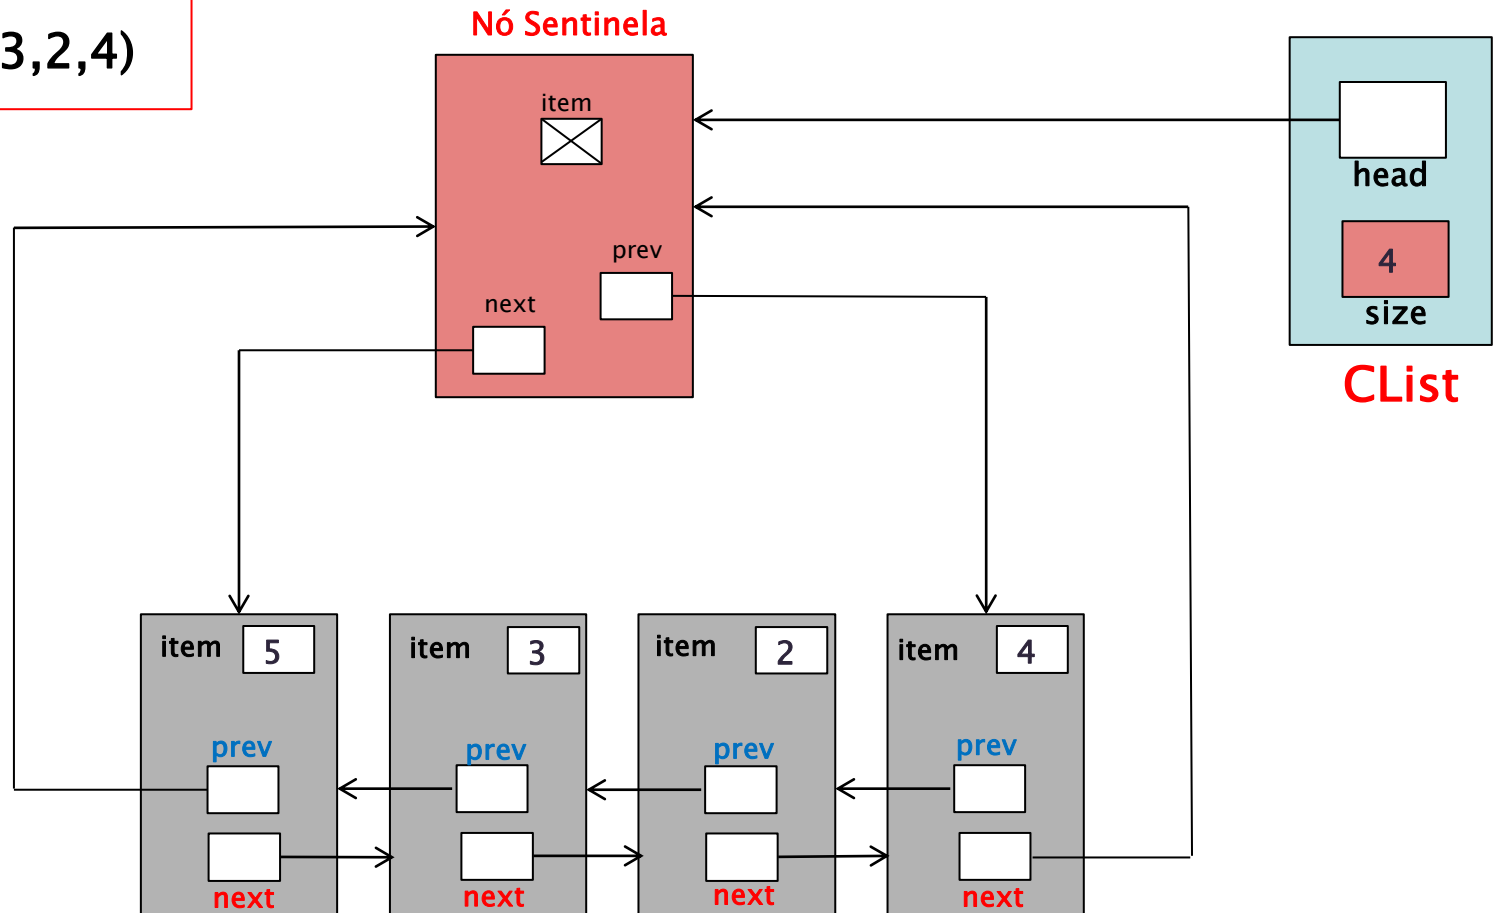 3,2,4)
Nó Sentinela
item
prev
next
head
4
size
CList
item 5
prev
next
item 3
prev
next
item 2
prev
next
item 4
prev
next